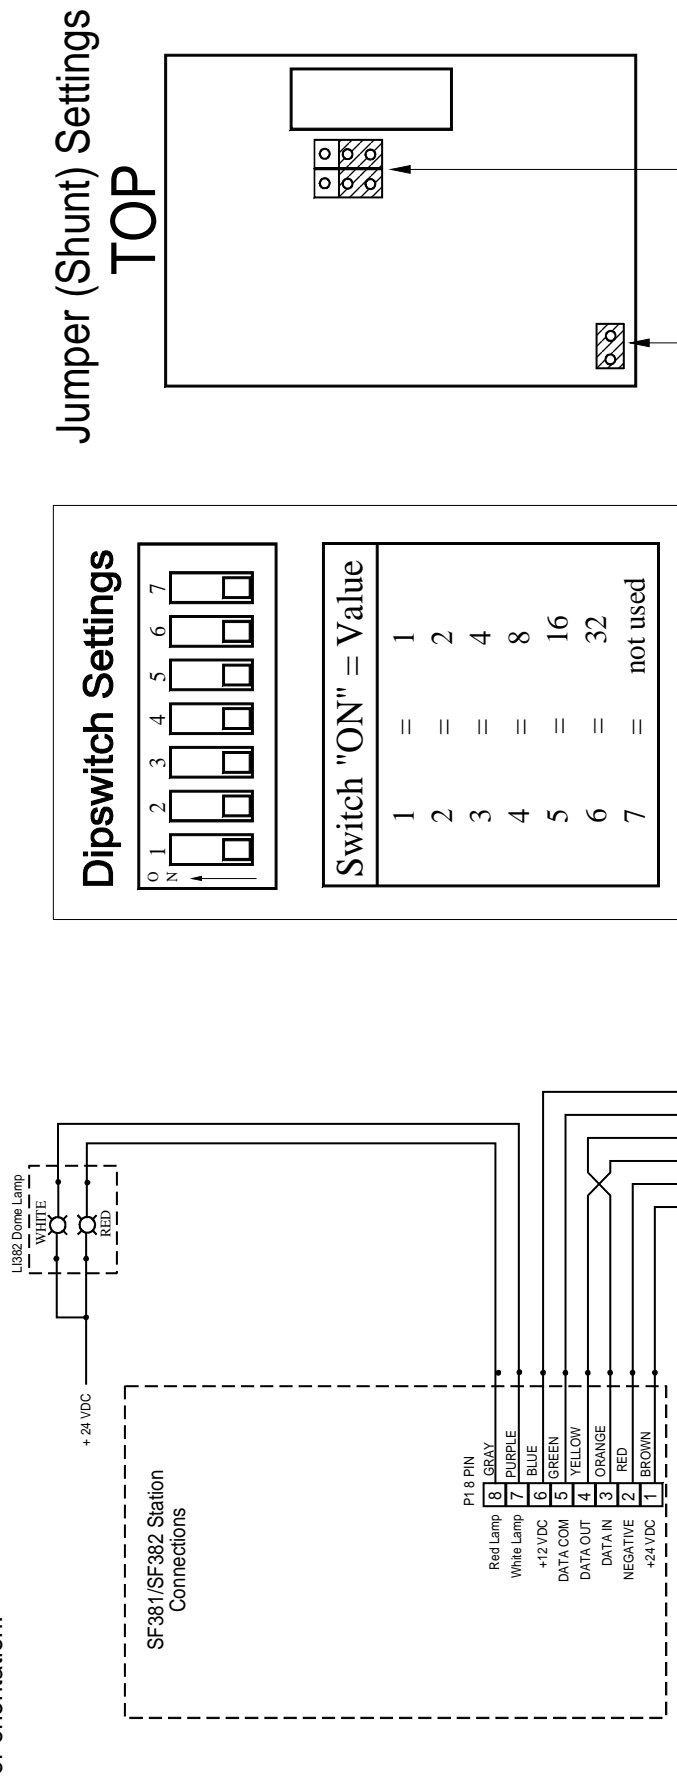 Jumper (Shunt) Settings
TOP
Dipswitch Settings
O N
1 2 3 4 5 6 7
Switch "ON" = Value
1 = 1
2 = 2
3 = 4
4 = 8
5 = 16
6 = 32
7 = not used
LI382 Dome Lamp
WHITE
RED
+ 24 VDC
SF381/SF382 Station
Connections
P1 8 PIN
Red Lamp 8 GRAY
White Lamp 7 PURPLE
+12 VDC 6 BLUE
DATA COM 5 GREEN
DATA OUT 4 YELLOW
DATA IN 3 ORANGE
NEGATIVE 2 RED
+24 VDC 1 BROWN